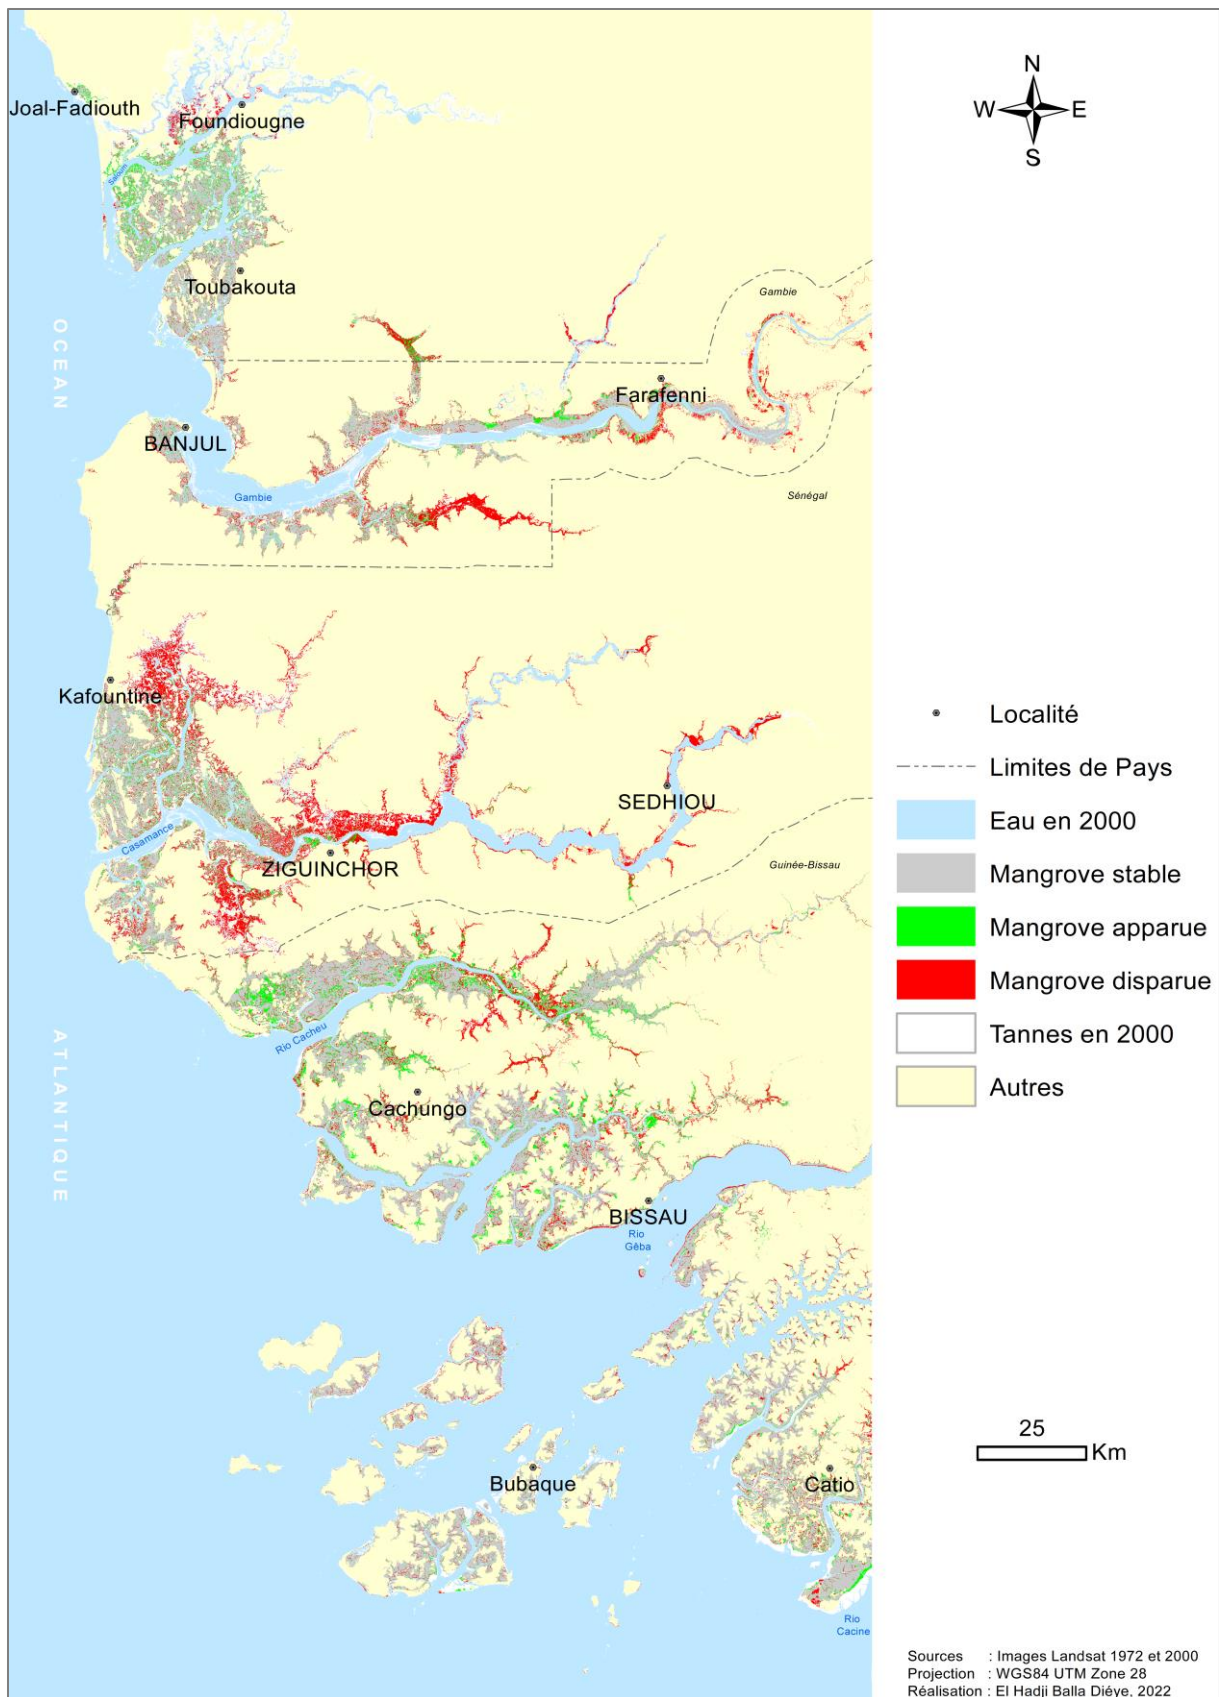 N
W E
S
Joal-Fadiouth
Foundiougne
Saloum
Toubakouta
OCEAN
Gambie
Farafenni
BANJUL
Gambie
Sénégal
Kafountine
SEDHIOU
Casamance
ZIGUINCHOR
Guinée-Bissau
Rio Cacheu
ATLANTIQUE
Cachungo
BISSAU
Rio
Gêba
Bubaque
Catio
Rio
Cacine
Localité
Limites de Pays
Eau en 2000
Mangrove stable
Mangrove apparue
Mangrove disparue
Tannes en 2000
Autres
25
Km
Sources : Images Landsat 1972 et 2000
Projection : WGS84 UTM Zone 28
Réalisation : El Hadji Balla Diéye, 2022